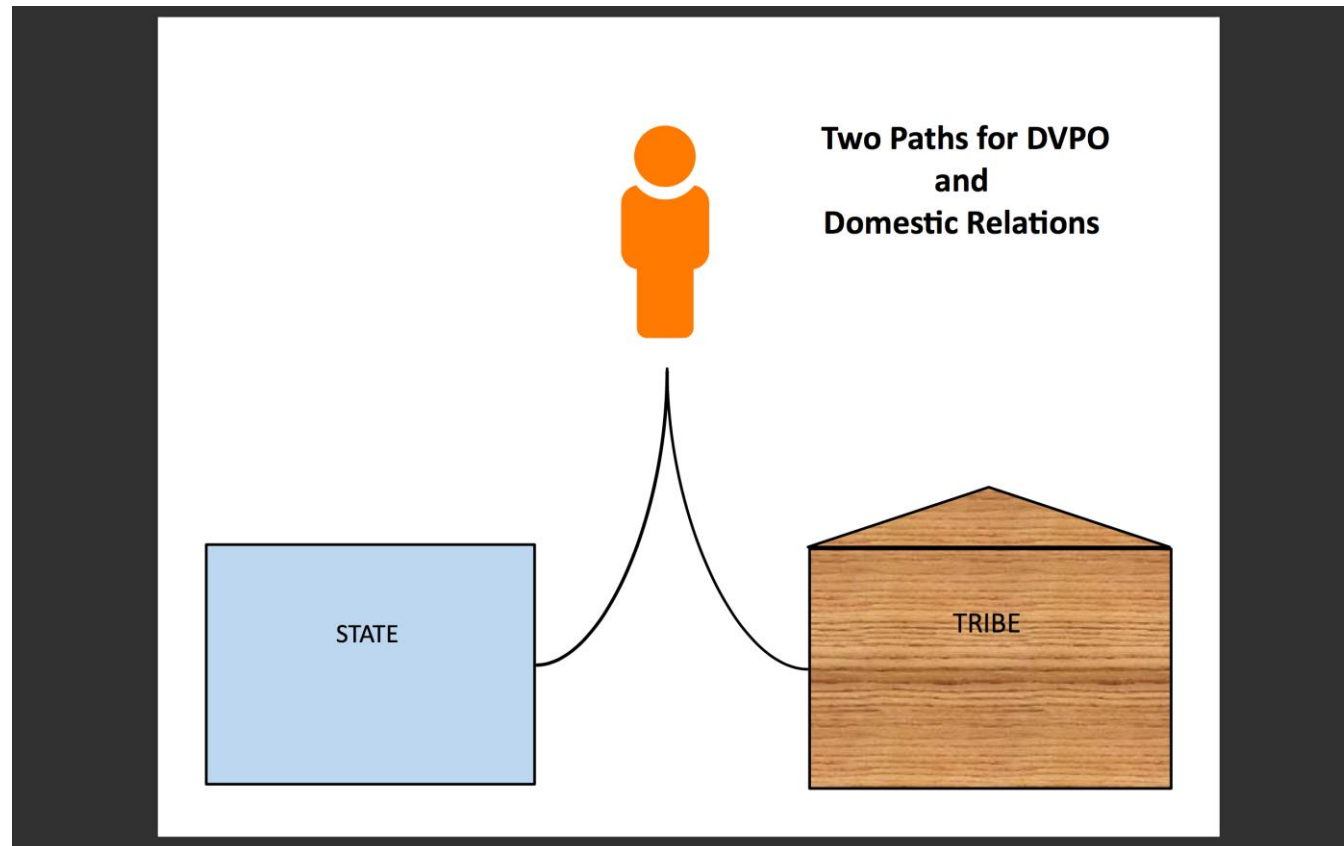 Two Paths for DVPO
and
Domestic Relations
STATE
TRIBE